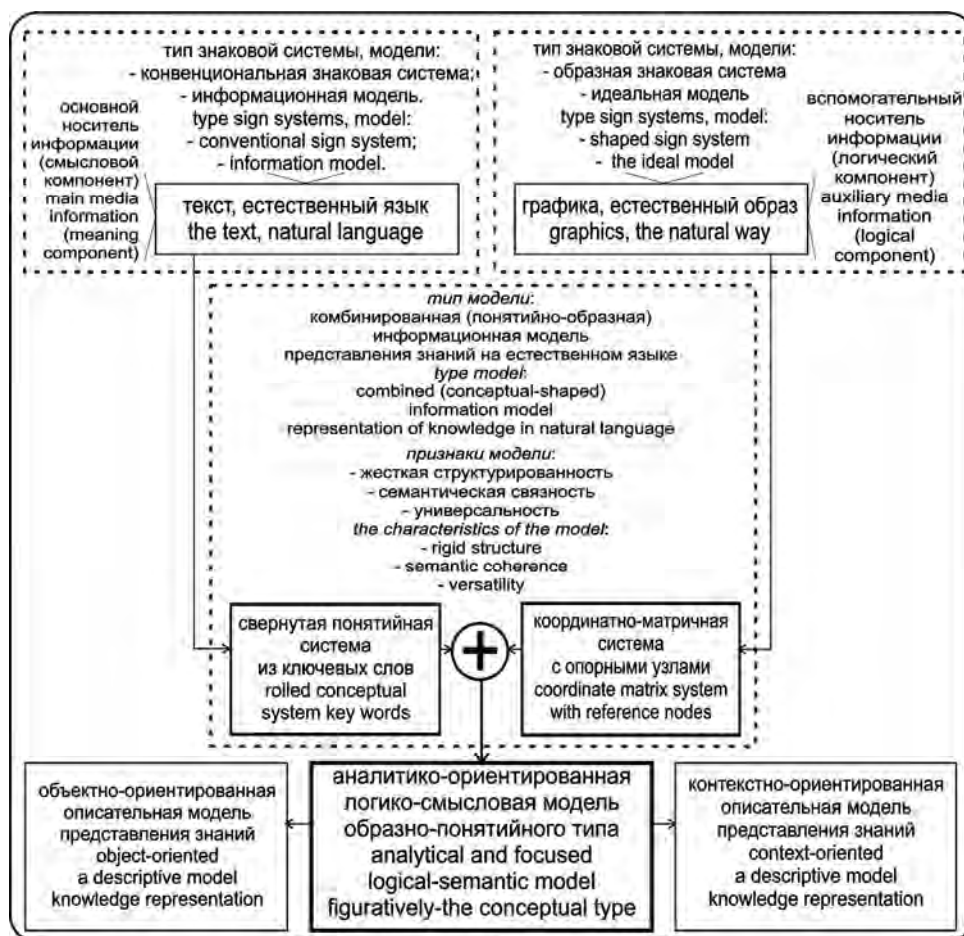 тип знаковой системы, модели:
- конвенциональная знаковая система;
- информационная модель.
type sign systems, model:
- conventional sign system;
- information model.
основной
носитель
информации
(смысловой
компонент)
main media
information
(meaning
component)
текст, естественный язык
the text, natural language
тип знаковой системы, модели:
- образная знаковая система
- идеальная модель
type sign systems, model:
- shaped sign system
- the ideal model
вспомогательный
носитель
информации
(логический
компонент)
auxiliary media
information
(logical
component)
графика, естественный образ
graphics, the natural way
тип модели:
комбинированная (понятийно-образная)
информационная модель
представления знаний на естественном языке
type model:
combined (conceptual-shaped)
information model
representation of knowledge in natural language
признаки модели:
- жесткая структурированность
- семантическая связность
- универсальность
the characteristics of the model:
- rigid structure
- semantic coherence
- versatility
свернутая понятийная
система
из ключевых слов
rolled conceptual
system key words
+
координатно-матричная
система
с опорными узлами
coordinate matrix system
with reference nodes
объектно-ориентированная
описательная модель
представления знаний
object-oriented
a descriptive model
knowledge representation
аналитико-ориентированная
логико-смысловая модель
образно-понятийного типа
analytical and focused
logical-semantic model
figuratively-the conceptual type
контекстно-ориентированная
описательная модель
представления знаний
context-oriented
a descriptive model
knowledge representation